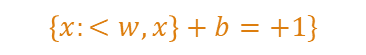 {x: < w, x} + b = +1}